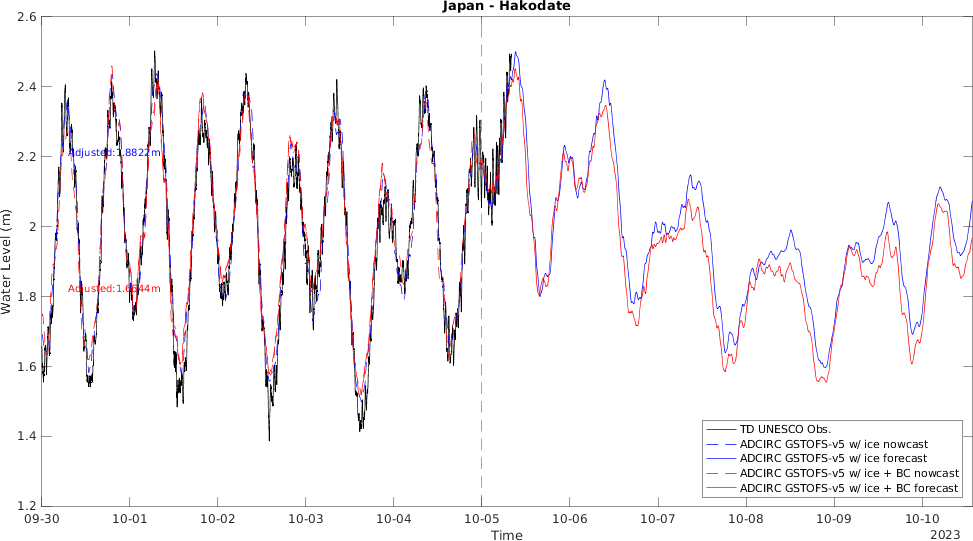 Japan - Hakodate
2.6
2.4
2.2
2
1.8
1.6
1.4
1.2
Water Level (m)
Adjusted:1.8822m
Adjusted:1.6644m
TD UNESCO Obs.
ADCIRC GSTOFS-v5 w/ ice nowcast
ADCIRC GSTOFS-v5 w/ ice forecast
ADCIRC GSTOFS-v5 w/ ice + BC nowcast
ADCIRC GSTOFS-v5 w/ ice + BC forecast
09-30 10-01 10-02 10-03 10-04 10-05 10-06 10-07 10-08 10-09 10-10
Time
2023